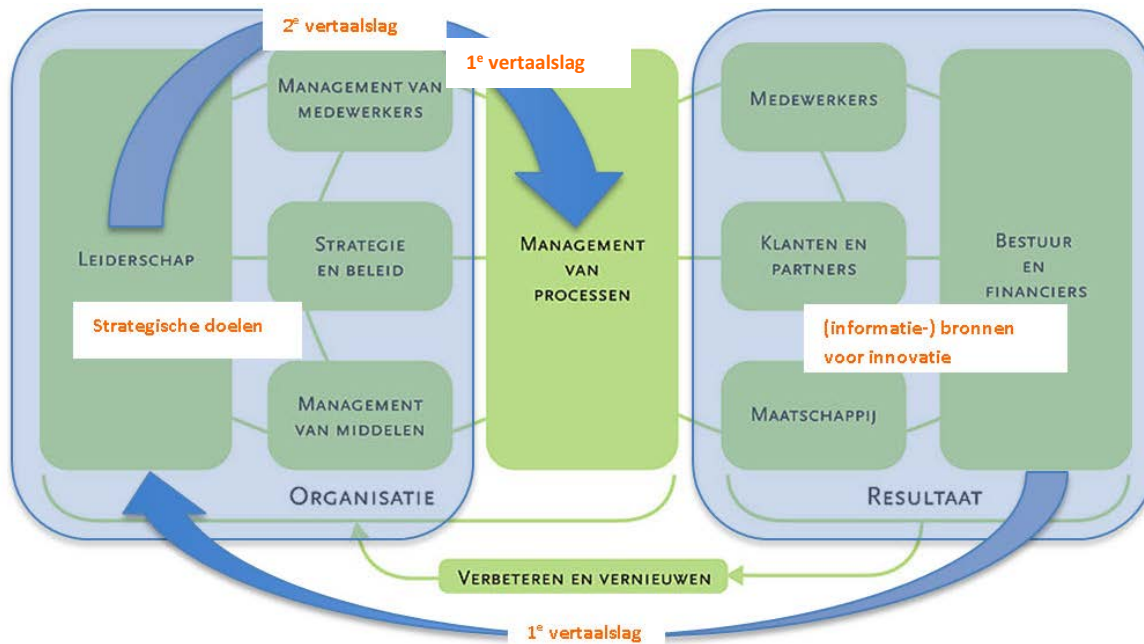 2e vertaalslag
1e vertaalslag
MANAGEMENT VAN
MEDEWERKERS
MEDEWERKERS
LEIDERSCHAP
STRATEGIE
EN BELEID
MANAGEMENT
VAN
PROCESSEN
KLANTEN EN
PARTNERS
BESTUUR
EN
FINANCIERS
Strategische doelen
(informatie-) bronnen
voor innovatie
MANAGEMENT
VAN MIDDELEN
MAATSCHAPPIJ
ORGANISATIE
RESULTAAT
VERBETEREN EN VERNIEUWEN
1e vertaalslag